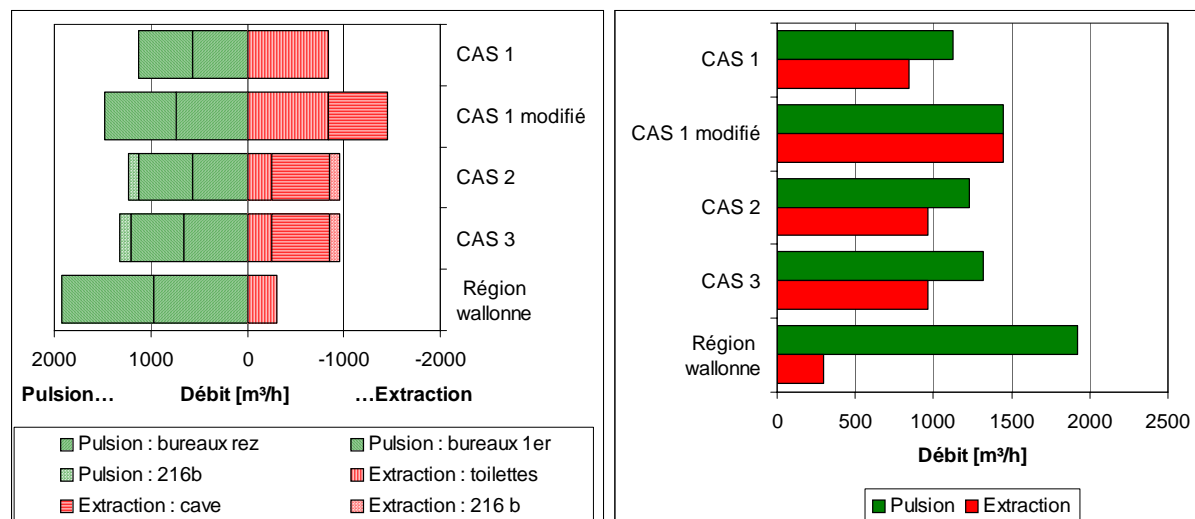 CAS 1
CAS 1 modifié
CAS 2
CAS 3
Région
wallonne
2000 1000 0 -1000 -2000
Pulsion… Débit [m³/h] …Extraction
Pulsion : bureaux rez Pulsion : bureaux 1er
Pulsion : 216b Extraction : toilettes
Extraction : cave Extraction : 216 b
CAS 1
CAS 1 modifié
CAS 2
CAS 3
Région
wallonne
0 500 1000 1500 2000 2500
Débit [m³/h]
Pulsion Extraction